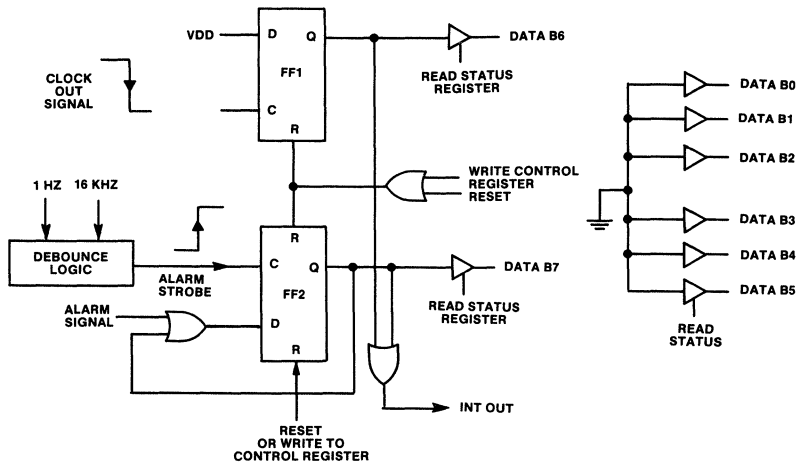 VDD
D
Q
FF1
C
R
DATA B6
READ STATUS
REGISTER
CLOCK
OUT
SIGNAL
WRITE CONTROL
REGISTER
RESET
1 HZ
16 KHZ
DEBOUNCE
LOGIC
ALARM
STROBE
ALARM
SIGNAL
R
C
Q
FF2
D
R
DATA B7
READ STATUS
REGISTER
INT OUT
RESET
OR WRITE TO
CONTROL REGISTER
DATA B0
DATA B1
DATA B2
DATA B3
DATA B4
DATA B5
READ
STATUS